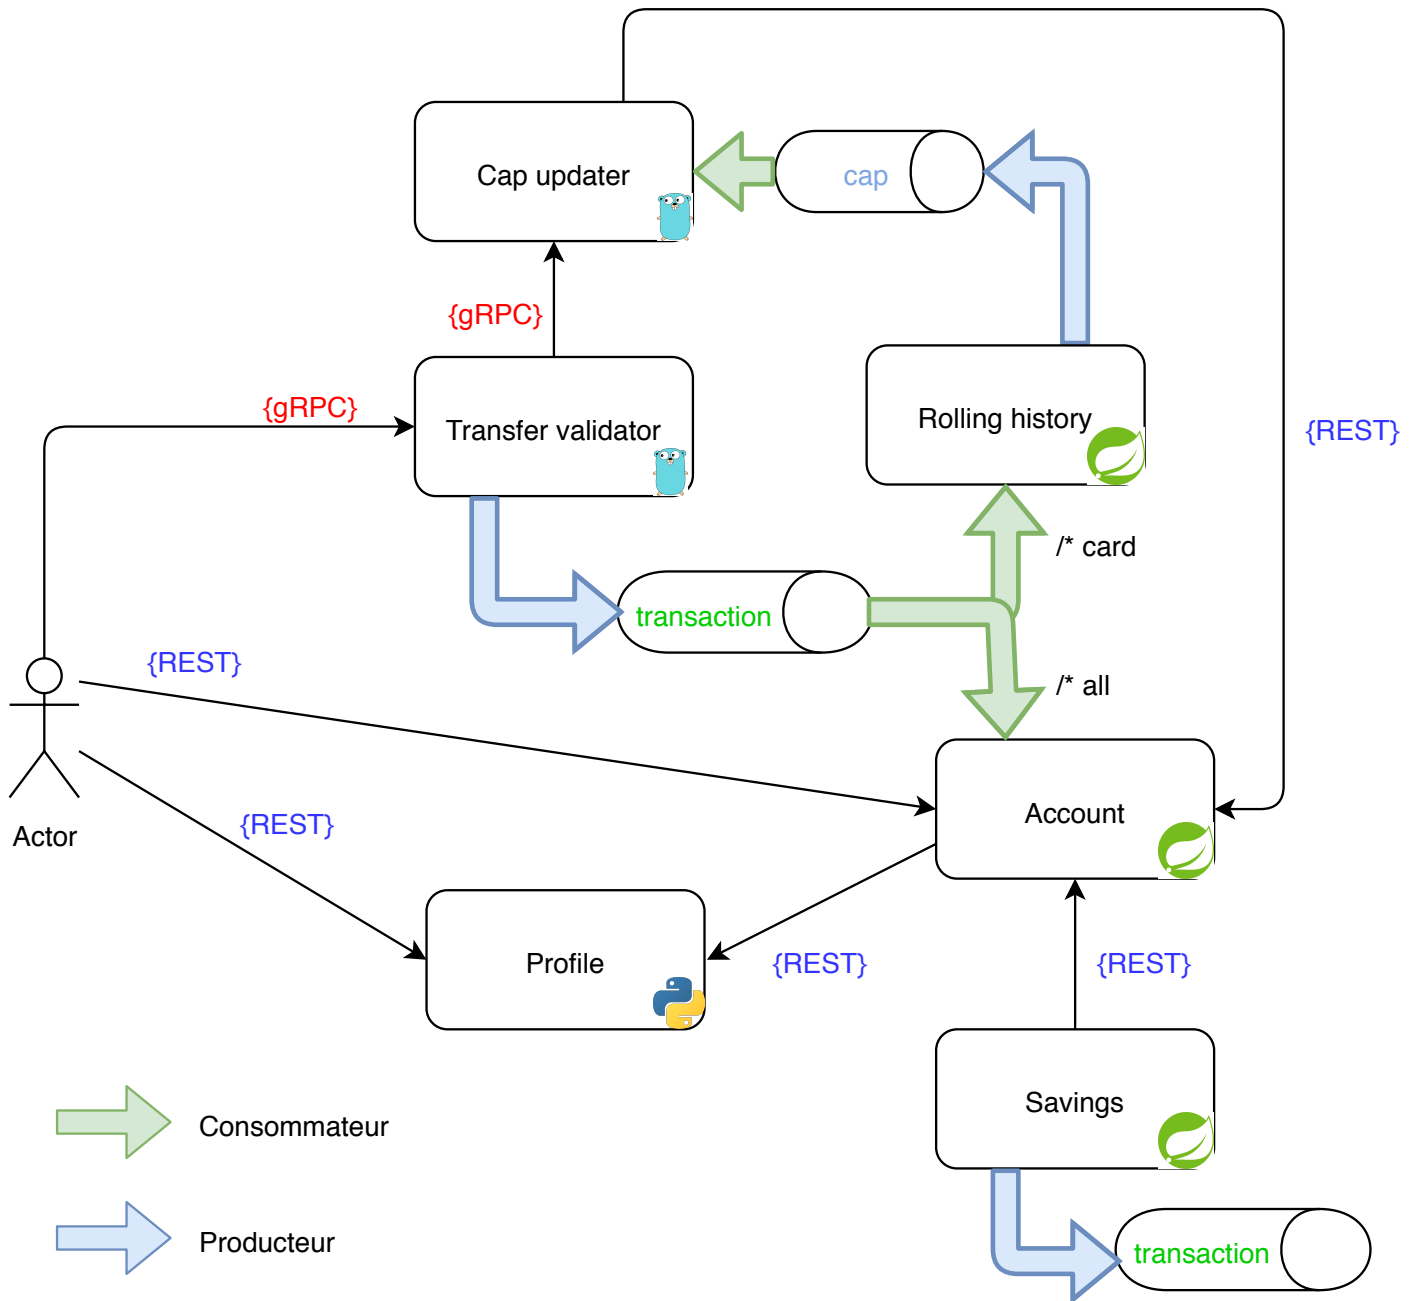 Cap updater
cap
{gRPC}
{gRPC}
Transfer validator
Rolling history
{REST}
/* card
transaction
{REST}
/* all
Actor
{REST}
Account
Profile
{REST}
{REST}
Savings
Consommateur
Producteur
transaction